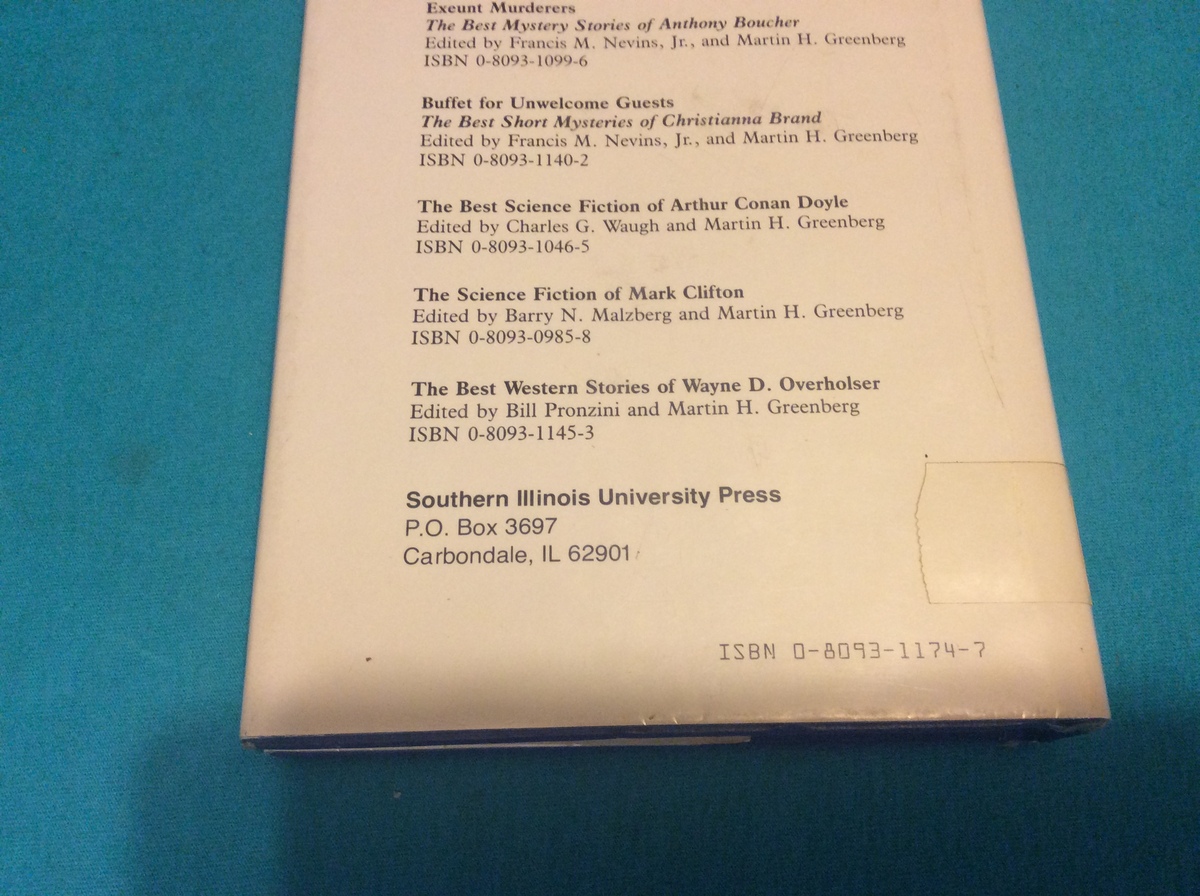 Exeunt Murderers
The Best Mystery Stories of Anthony Boucher
Edited by Francis M. Nevins, Jr., and Martin H. Greenberg
ISBN 0-8093-1099-6
Buffet for Unwelcome Guests
The Best Short Mysteries of Christianna Brand
Edited by Francis M. Nevins, Jr., and Martin H. Greenberg
ISBN 0-8093-1140-2
The Best Science Fiction of Arthur Conan Doyle
Edited by Charles G. Waugh and Martin H. Greenberg
ISBN 0-8093-1046-5
The Science Fiction of Mark Clifton
Edited by Barry N. Malzberg and Martin H. Greenberg
ISBN 0-8093-0985-8
The Best Western Stories of Wayne D. Overholser
Edited by Bill Pronzini and Martin H. Greenberg
ISBN 0-8093-1145-3
Southern Illinois University Press
P.O. Box 3697
Carbondale, IL 62901
ISBN 0-8093-1174-7